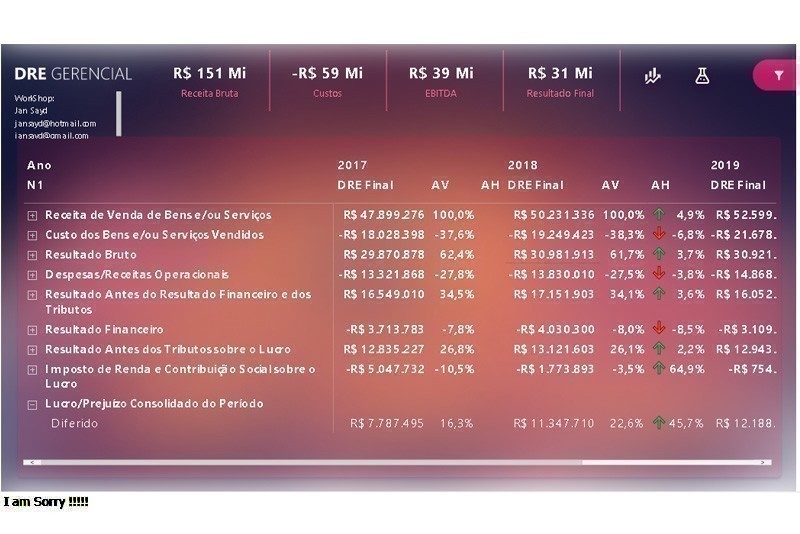 DRE GERENCIAL
R$ 151 Mi
Receita Bruta
-R$ 59 Mi
Custos
R$ 39 Mi
EBITDA
R$ 31 Mi
Resultado Final
WorkShop:
Jan Sayd
jansayd@hotmail.com
jansayd@gmail.com
Ano 2017 2018 2019
N1 DRE Final AV AH DRE Final AV AH DRE Final
Receita de Venda de Bens e/ou Serviços R$ 47.899.276 100,0% R$ 50.231.336 100,0% 4,9% R$ 52.599.
Custo dos Bens e/ou Serviços Vendidos -R$ 18.028.398 -37,6% -R$ 19.249.423 -38,3% -6,8% -R$ 21.678.
Resultado Bruto R$ 29.870.878 62,4% R$ 30.981.913 61,7% 3,7% R$ 30.921.
Despesas/Receitas Operacionais -R$ 13.321.868 -27,8% -R$ 13.830.010 -27,5% -3,8% -R$ 14.868.
Resultado Antes do Resultado Financeiro e dos R$ 16.549.010 34,5% R$ 17.151.903 34,1% 3,6% R$ 16.052.
Tributos
Resultado Financeiro -R$ 3.713.783 -7,8% -R$ 4.030.300 -8,0% -8,5% -R$ 3.109.
Resultado Antes dos Tributos sobre o Lucro R$ 12.835.227 26,8% R$ 13.121.603 26,1% 2,2% R$ 12.943.
Imposto de Renda e Contribuição Social sobre o -R$ 5.047.732 -10,5% -R$ 1.773.893 -3,5% 64,9% -R$ 754.
Lucro
Lucro/Prejuízo Consolidado do Período
Diferido R$ 7.787.495 16,3% R$ 11.347.710 22,6% 45,7% R$ 12.188.
I am Sorry !!!!!